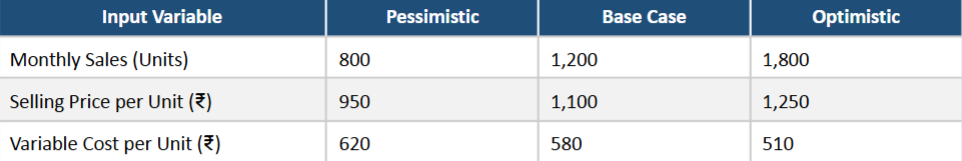 Input Variable Pessimistic Base Case Optimistic
Monthly Sales (Units) 800 1,200 1,800
Selling Price per Unit (₹) 950 1,100 1,250
Variable Cost per Unit (₹) 620 580 510